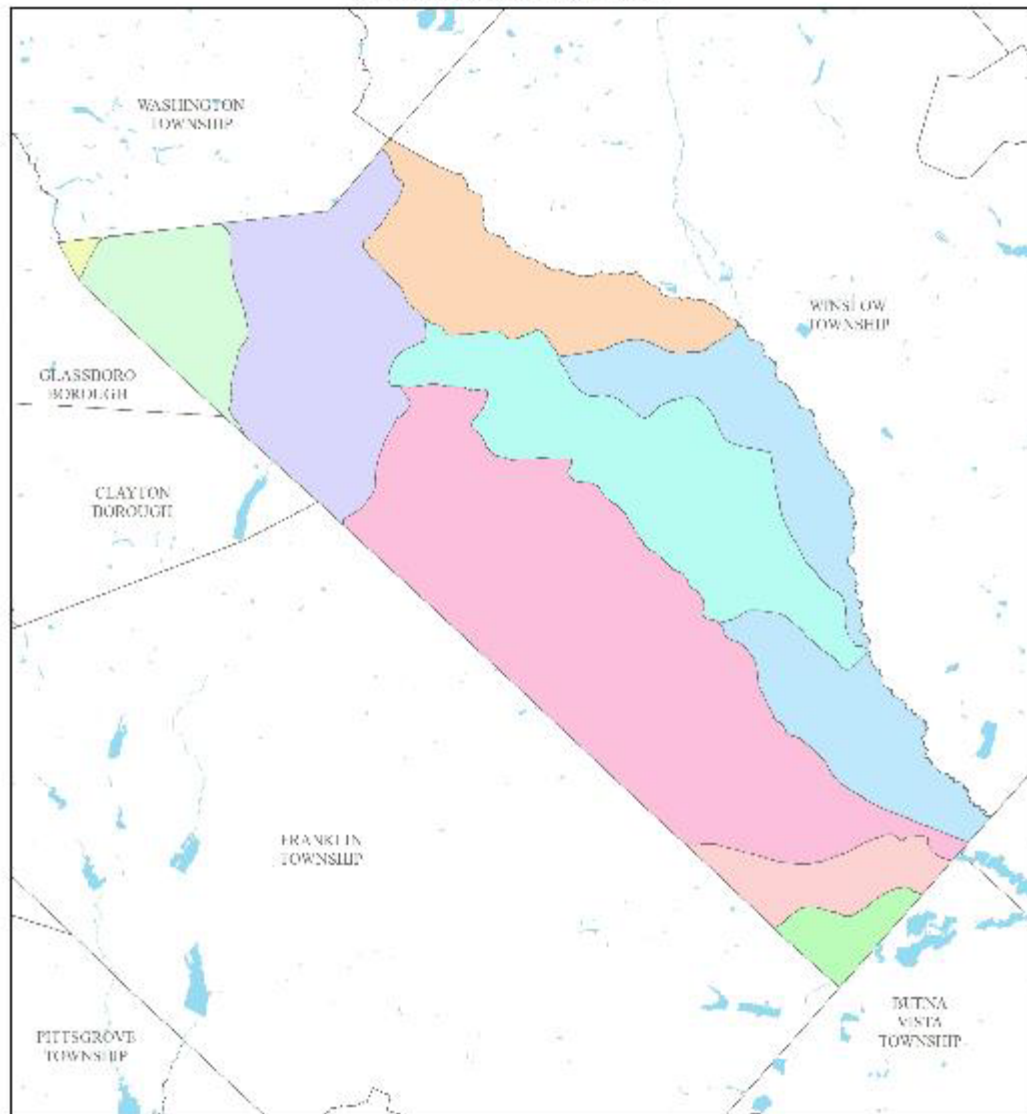 WASHINGTON
TOWNSHIP
WINSLOW
TOWNSHIP
GLASSBORO
BOROUGH
CLAYTON
BOROUGH
FRANKLIN
TOWNSHIP
BUENA
VISTA
TOWNSHIP
PITTSGROVE
TOWNSHIP